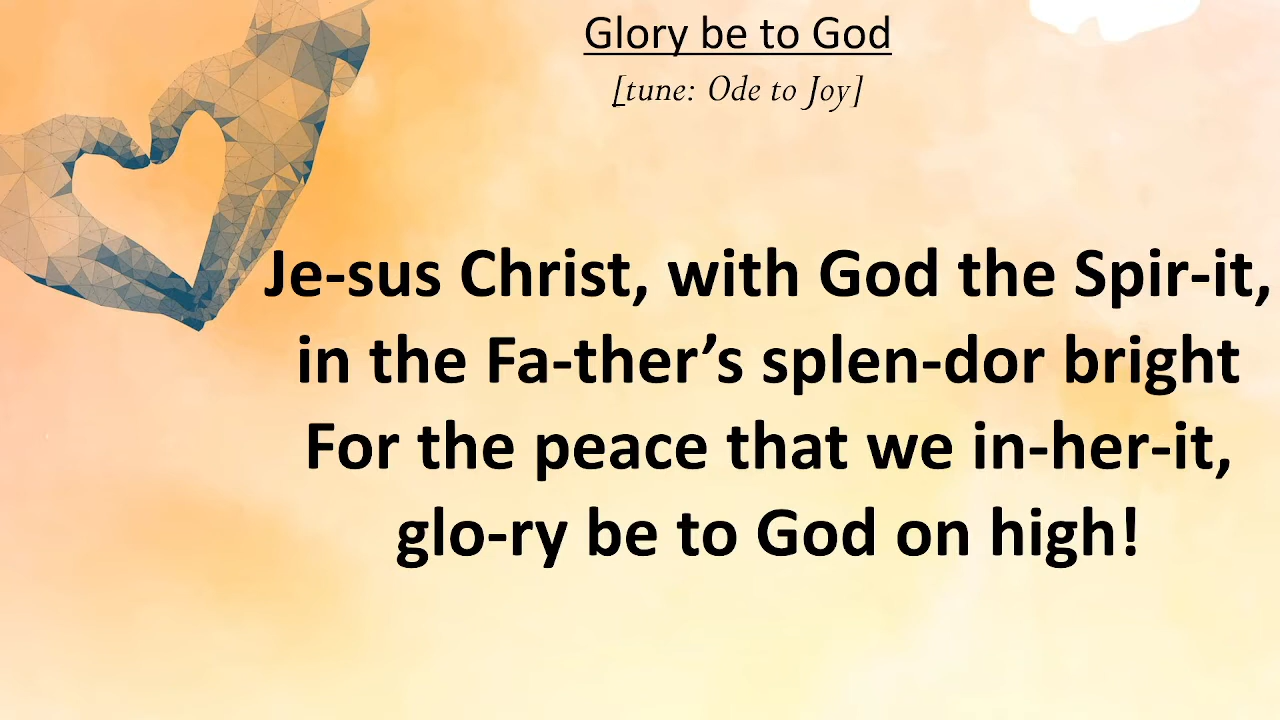 Glory be to God
[tune: Ode to Joy]
Je-sus Christ, with God the Spir-it,
in the Fa-ther’s splen-dor bright
For the peace that we in-her-it,
glo-ry be to God on high!